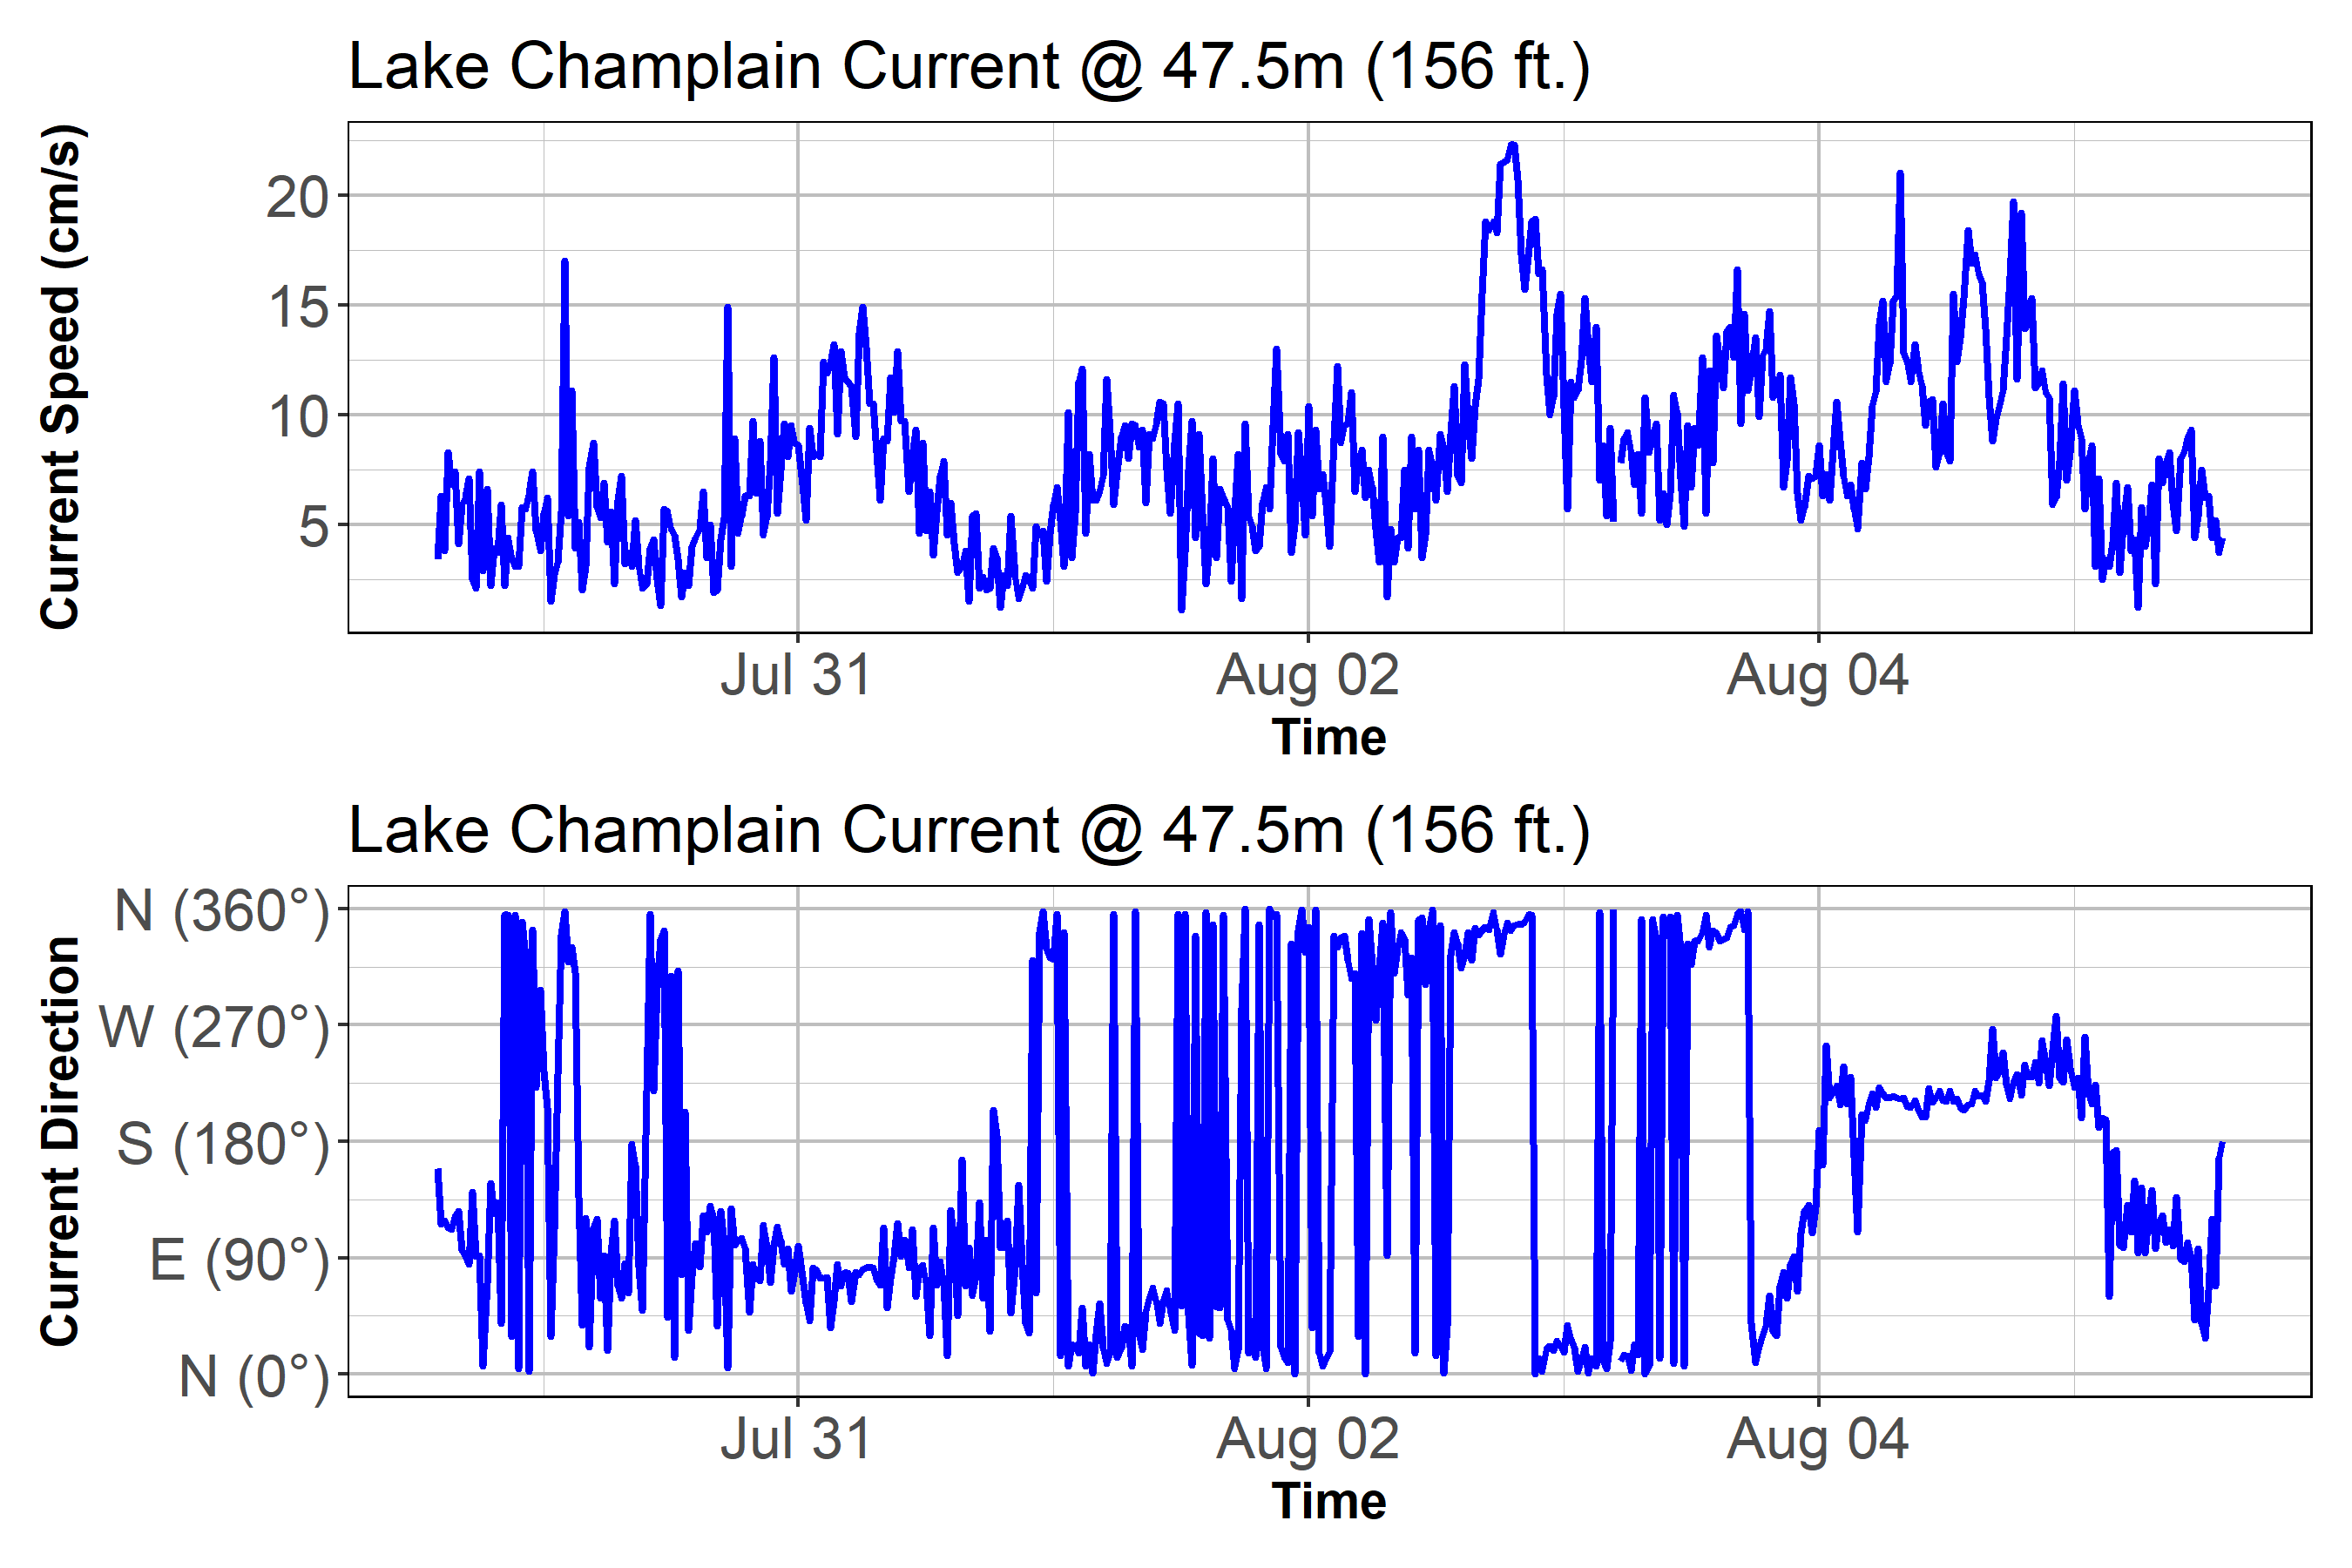 Lake Champlain Current @ 47.5m (156 ft.)
Current Speed (cm/s)
20
15
10
5
Jul 31
Aug 02
Aug 04
Time
Lake Champlain Current @ 47.5m (156 ft.)
Current Direction
N (360°)
W (270°)
S (180°)
E (90°)
N (0°)
Jul 31
Aug 02
Aug 04
Time